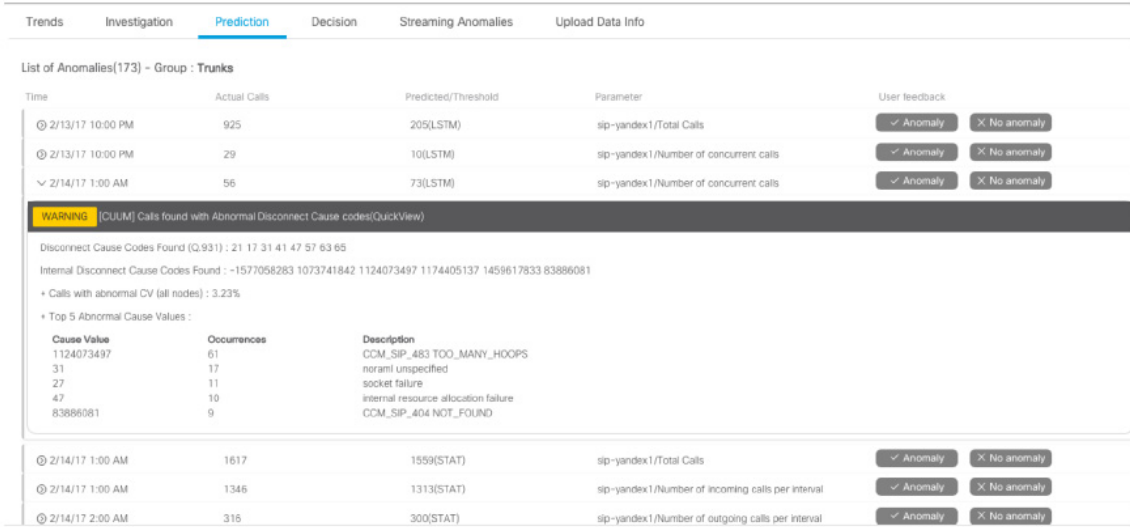 Trends Investigation Prediction Decision Streaming Anomalies Upload Data Info
List of Anomalies(173) - Group : Trunks
Time Actual Calls Predicted/Threshold Parameter User feedback
2/13/17 10:00 PM 925 205(LSTM) sip-yandex1/Total Calls ✓ Anomaly ✕ No anomaly
2/13/17 10:00 PM 29 10(LSTM) sip-yandex1/Number of concurrent calls ✓ Anomaly ✕ No anomaly
2/14/17 1:00 AM 56 73(LSTM) sip-yandex1/Number of concurrent calls ✓ Anomaly ✕ No anomaly
WARNING [CUUM] Calls found with Abnormal Disconnect Cause codes(QuickView)
Disconnect Cause Codes Found (Q.931) : 21 17 31 41 47 57 63 65
Internal Disconnect Cause Codes Found : -1577058283 1073741842 1124073497 1174405137 1459617833 83886081
+ Calls with abnormal CV (all nodes) : 3.23%
+ Top 5 Abnormal Cause Values :
Cause Value Occurrences Description
1124073497 61 CCM_SIP_483 TOO_MANY_HOOPS
31 17 noraml unspecified
27 11 socket failure
47 10 internal resource allocation failure
83886081 9 CCM_SIP_404 NOT_FOUND
2/14/17 1:00 AM 1617 1559(STAT) sip-yandex1/Total Calls ✓ Anomaly ✕ No anomaly
2/14/17 1:00 AM 1346 1313(STAT) sip-yandex1/Number of incoming calls per interval ✓ Anomaly ✕ No anomaly
2/14/17 2:00 AM 316 300(STAT) sip-yandex1/Number of outgoing calls per interval ✓ Anomaly ✕ No anomaly